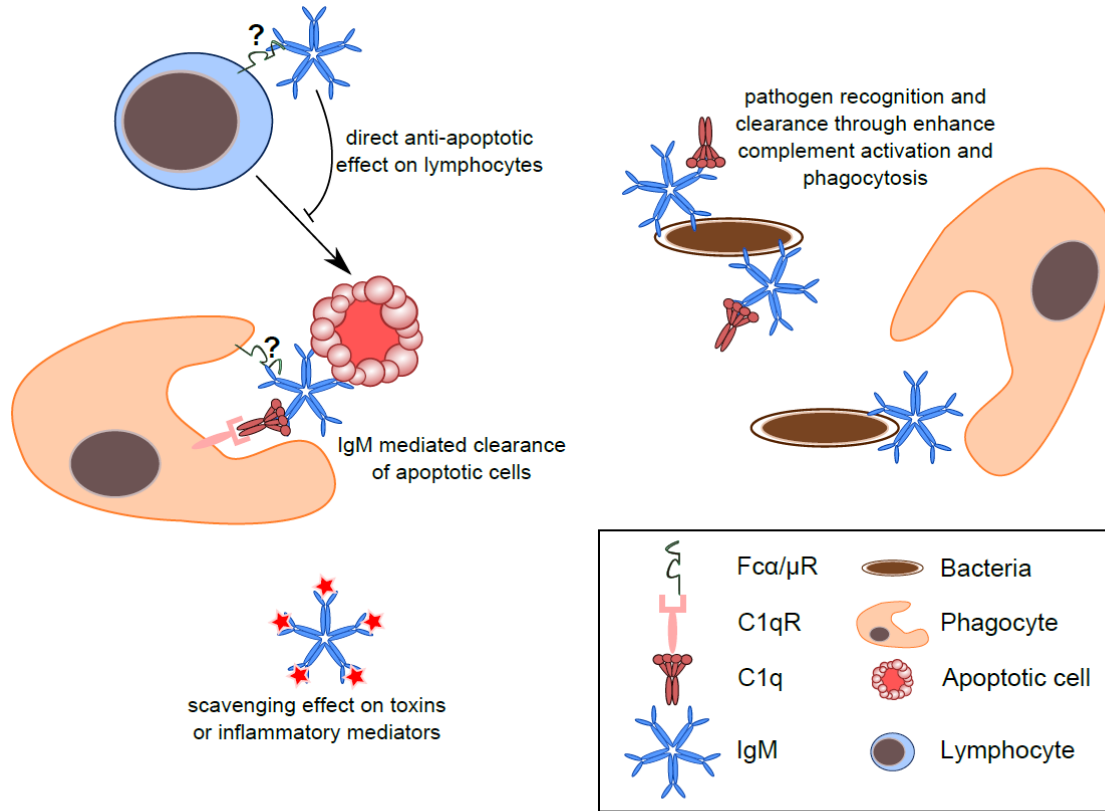 ?
direct anti-apoptotic
effect on lymphocytes
pathogen recognition and
clearance through enhance
complement activation and
phagocytosis
?
IgM mediated clearance
of apoptotic cells
scavenging effect on toxins
or inflammatory mediators
Fcα/µR
Bacteria
C1qR
Phagocyte
C1q
Apoptotic cell
IgM
Lymphocyte